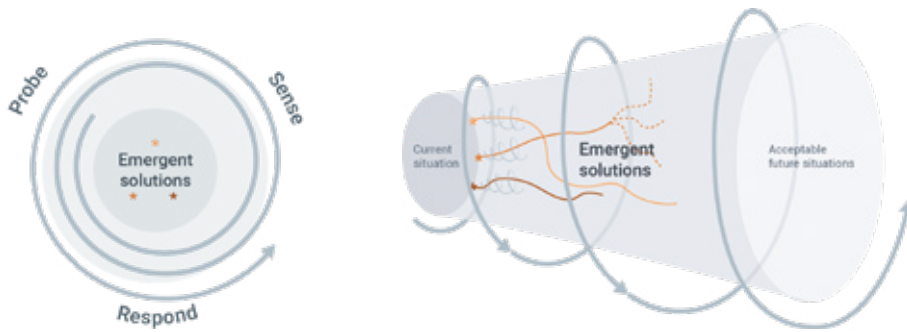 Probe
Sense
Emergent
solutions
Respond
Current
situation
Emergent
solutions
Acceptable
future situations